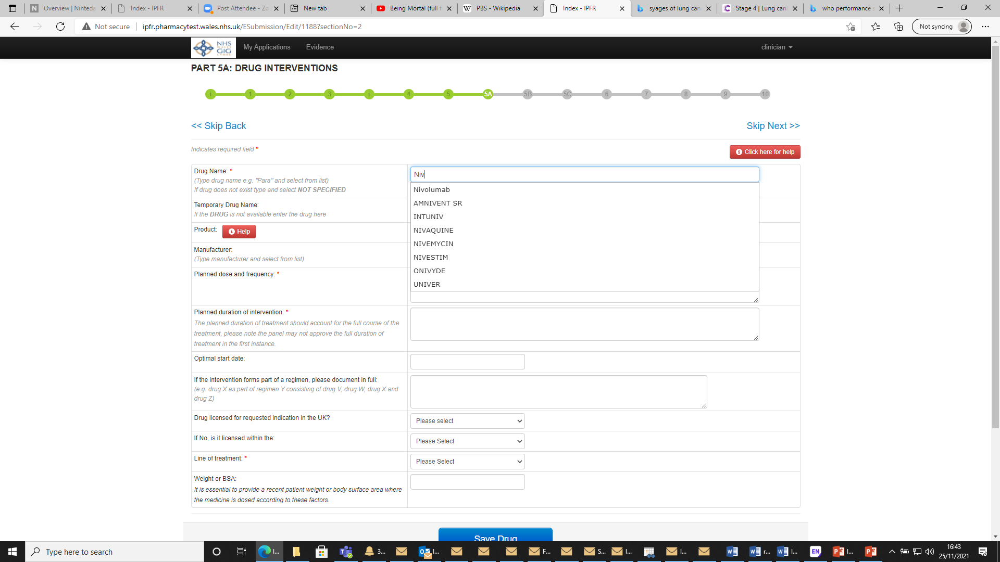 Overview | Ninteda
Index - IPFR
Post Attendee - Zo
New tab
Being Mortal (full f
PBS - Wikipedia
Index - IPFR
syages of lung can
Stage 4 | Lung can
who performance s
Not secure
ipfr.pharmacytest.wales.nhs.uk/ESubmission/Edit/1188?sectionNo=2
Not syncing
NHS
WALES
GIG
CYMRU
My Applications
Evidence
clinician
PART 5A: DRUG INTERVENTIONS
i 1 2 3 i 4 5 5A 5B 5C 6 7 8 9 10
<< Skip Back
Skip Next >>
Indicates required field *
Click here for help
Drug Name: *
(Type drug name e.g. "Para" and select from list)
If drug does not exist type and select NOT SPECIFIED
Niv
Nivolumab
AMNIVENT SR
INTUNIV
NIVAQUINE
NIVEMYCIN
NIVESTIM
ONIVYDE
UNIVER
Temporary Drug Name:
If the DRUG is not available enter the drug here
Product:
Help
Manufacturer:
(Type manufacturer and select from list)
Planned dose and frequency: *
Planned duration of intervention: *
The planned duration of treatment should account for the full course of the
treatment, please note the panel may not approve the full duration of
treatment in the first instance.
Optimal start date:
If the intervention forms part of a regimen, please document in full:
(e.g. drug X as part of regimen Y consisting of drug V, drug W, drug X and
drug Z)
Drug licensed for requested indication in the UK?
Please select
If No, is it licensed within the:
Please Select
Line of treatment: *
Please Select
Weight or BSA:
It is essential to provide a recent patient weight or body surface area where
the medicine is dosed according to these factors.
Save Drug
Type here to search
I...
3...
I...
F...
S...
I...
I...
r...
I...
EN
I...
16:43
25/11/2021